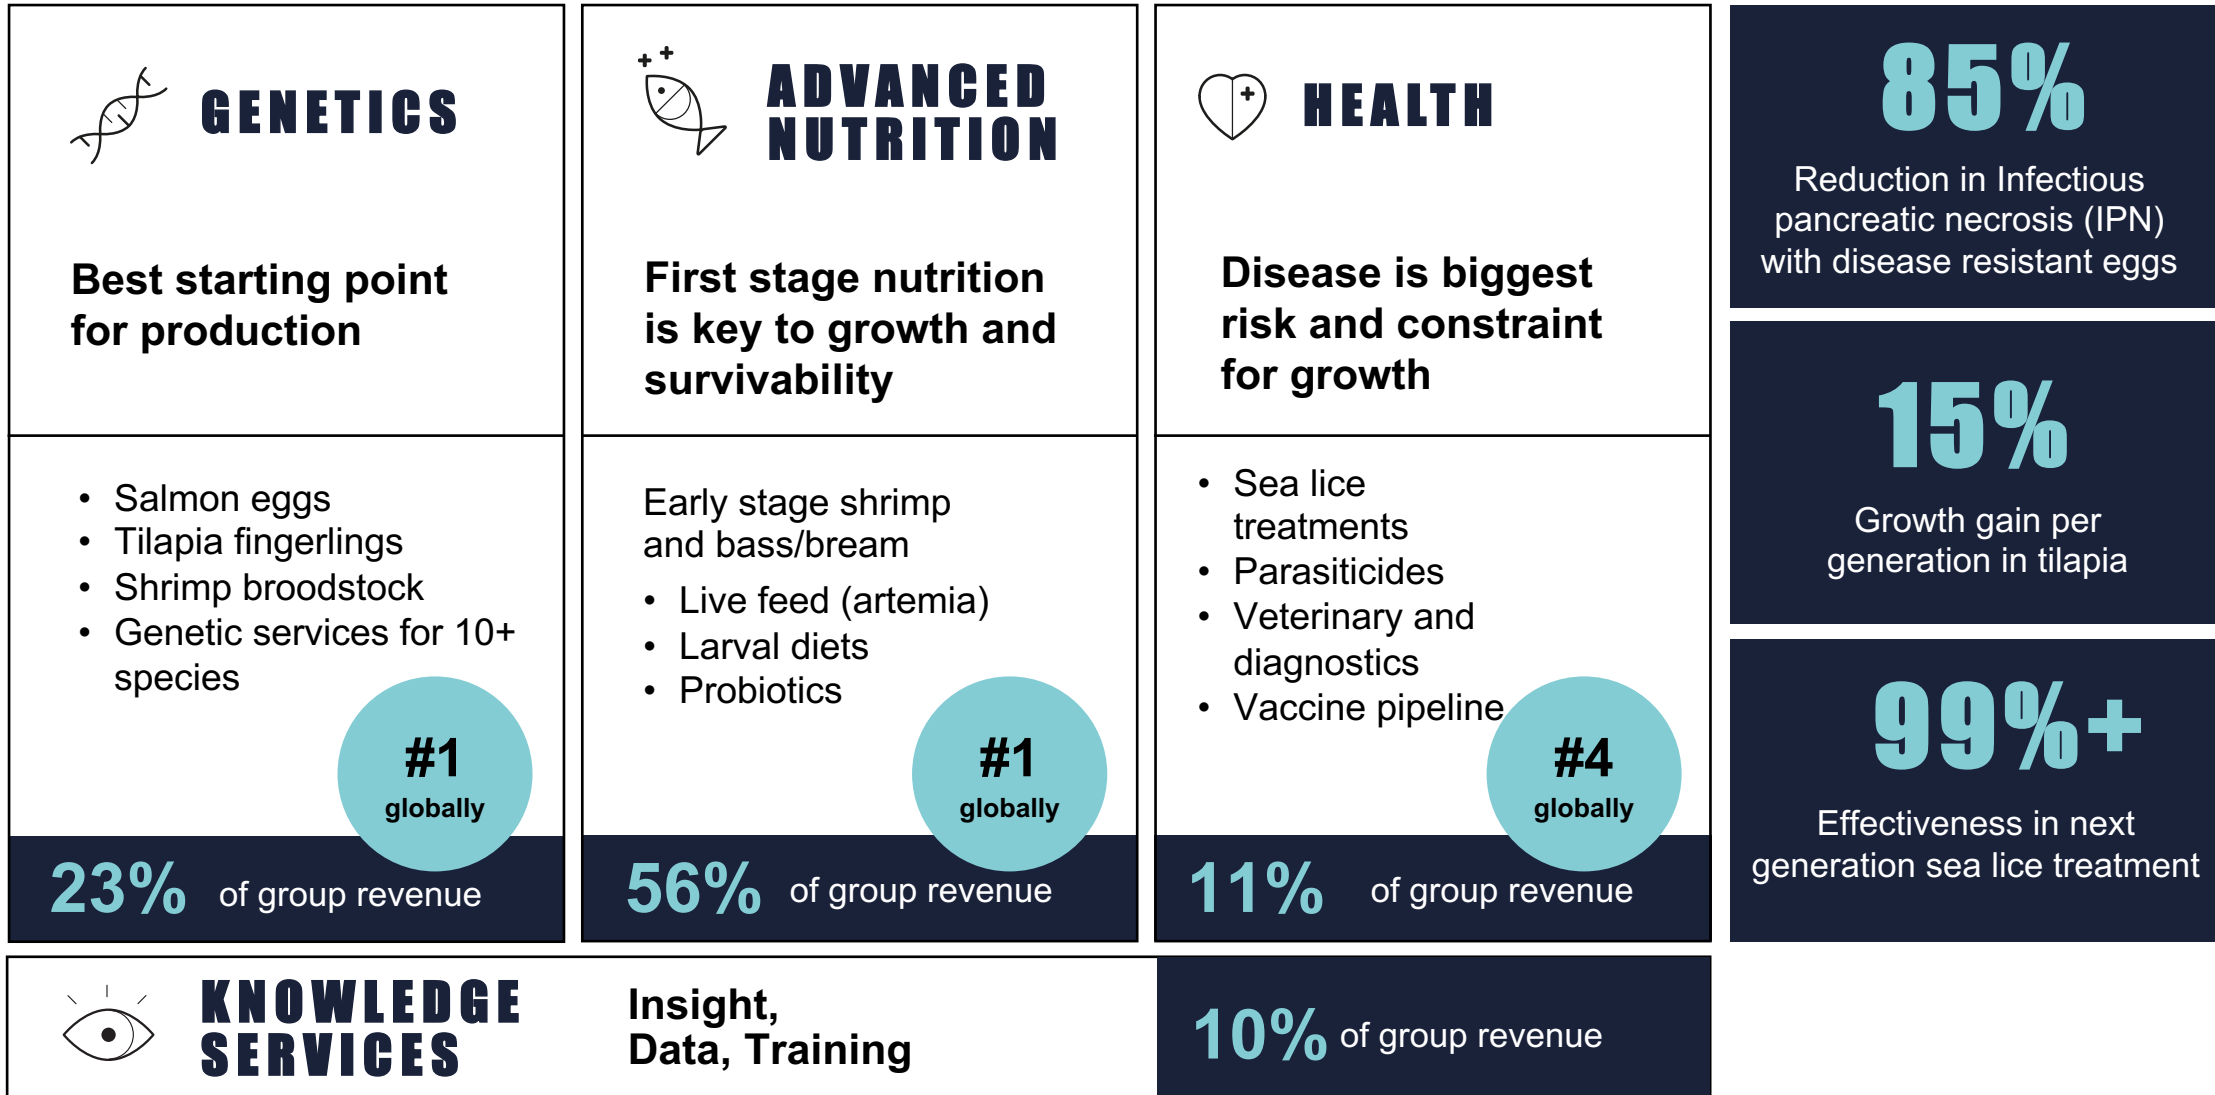 GENETICS
Best starting point
for production
• Salmon eggs
• Tilapia fingerlings
• Shrimp broodstock
• Genetic services for 10+
species
#1
globally
23% of group revenue
ADVANCED
NUTRITION
First stage nutrition
is key to growth and
survivability
Early stage shrimp
and bass/bream
• Live feed (artemia)
• Larval diets
• Probiotics
#1
globally
56% of group revenue
HEALTH
Disease is biggest
risk and constraint
for growth
• Sea lice
treatments
• Parasiticides
• Veterinary and
diagnostics
• Vaccine pipeline
#4
globally
11% of group revenue
85%
Reduction in Infectious
pancreatic necrosis (IPN)
with disease resistant eggs
15%
Growth gain per
generation in tilapia
99%+
Effectiveness in next
generation sea lice treatment
KNOWLEDGE
SERVICES
Insight,
Data, Training
10% of group revenue